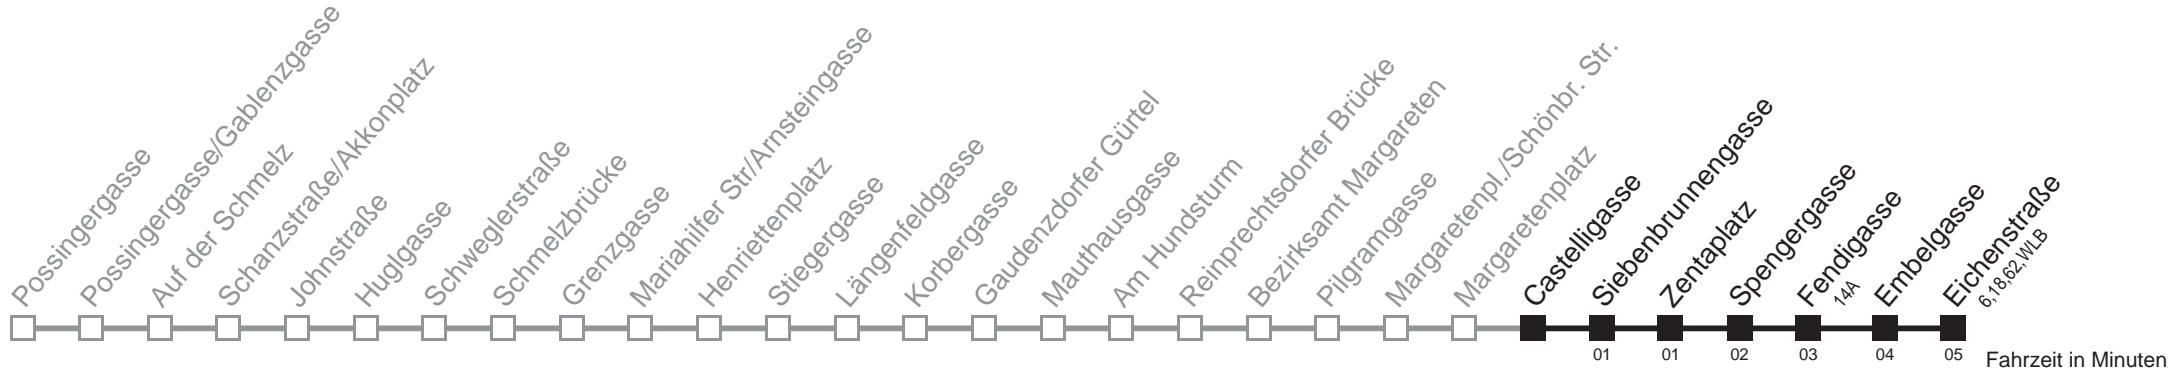 Possingergasse
Possingergasse/Gablenzgasse
Auf der Schmelz
Schanzstraße/Akkonplatz
Johnstraße
Huglgasse
Schweglerstraße
Schmelzbrücke
Grenzgasse
Mariahilfer Str/Arnsteingasse
Henriettenplatz
Stiegergasse
Längenfeldgasse
Korbergasse
Gaudenzdorfer Gürtel
Mauthausgasse
Am Hundsturm
Reinprechtsdorfer Brücke
Bezirksamt Margareten
Pilgramgasse
Margaretenpl./Schönbr. Str.
Margaretenplatz
Castelligasse
Siebenbrunnengasse
Zentaplatz
Spengergasse
Fendigasse
14A
Embelgasse
Eichenstraße
6,18,62,WLB
01
01
02
03
04
05
Fahrzeit in Minuten